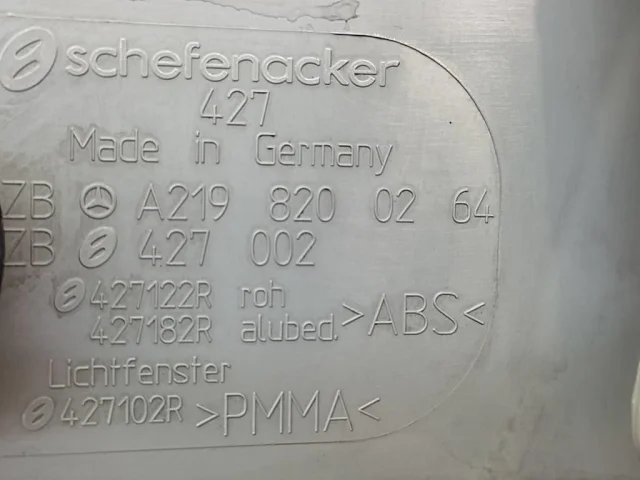 schefenacker
427
Made in Germany
ZB A219 820 02 64
ZB 427 002
427122R roh
427182R alubed. >ABS<
Lichtfenster
427102R >PMMA<